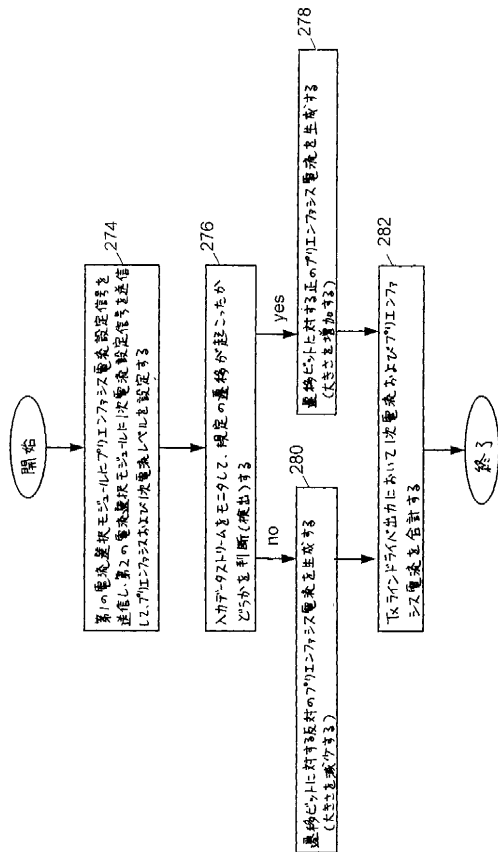 開始
274
第1の電流選択モジュールにプリエンファシス電流設定信号を
送信し、第2の電流選択モジュールに1次電流設定信号を送信
して、プリエンファシスおよび1次電流レベルを設定する
276
入力データストリームをモニタして、規定の遷移が起こったか
どうかを判断(検出)する
no
yes
280
遷移ビットに対する反対のプリエンファシス電流を生成する
(大きさを減少する)
278
遷移ビットに対する正のプリエンファシス電流を生成する
(大きさを増加する)
282
Txラインドライバ出力において1次電流およびプリエンファ
シス電流を合計する
終了